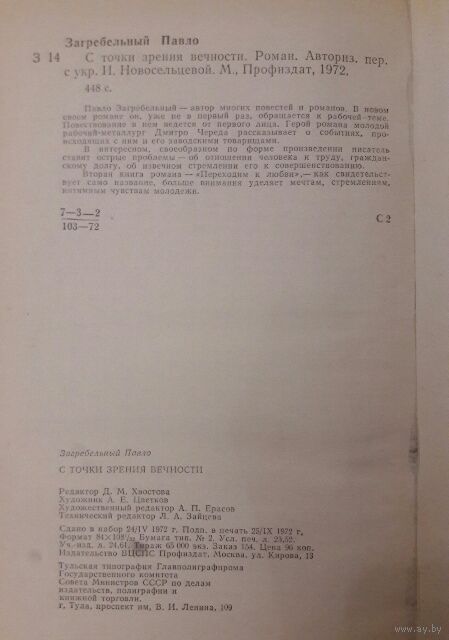 Загребельный Павло
З 14 С точки зрения вечности. Роман. Авториз. пер.
с укр. И. Новосельцевой. М., Профиздат, 1972.
448 с.
Павло Загребельный — автор многих повестей и романов. В новом
своем романе он, уже не в первый раз, обращается к рабочей теме.
Повествование в нем ведется от первого лица. Герой романа молодой
рабочий-металлург Дмитро Череда рассказывает о событиях, про-
исходящих с ним и его заводскими товарищами.
В интересном, своеобразном по форме произведении писатель
ставит острые проблемы — об отношении человека к труду, граждан-
скому долгу, об извечном стремлении его к совершенствованию.
Вторая книга романа — «Переходим к любви», — как свидетельст-
вует само название, больше внимания уделяет мечтам, стремлениям,
интимным чувствам молодежи.
7—3—2
103—72
С 2
Загребельный Павло
С ТОЧКИ ЗРЕНИЯ ВЕЧНОСТИ
Редактор Д. М. Хвостова
Художник А. Е. Цветков
Художественный редактор А. П. Ерасов
Технический редактор Л. А. Зайцева
Сдано в набор 24/IV 1972 г. Подп. в печать 25/IX 1972 г.
Формат 84×108¹/₃₂ Бумага тип. № 2. Усл. печ. л. 23,52.
Уч.-изд. л. 24,61. Тираж 65 000 экз. Заказ 154. Цена 96 коп.
Издательство ВЦСПС Профиздат. Москва, ул. Кирова, 13
Тульская типография Главполиграфпрома
Государственного комитета
Совета Министров СССР по делам
издательств, полиграфии и
книжной торговли.
г. Тула, проспект им. В. И. Ленина, 109
www.ay.by